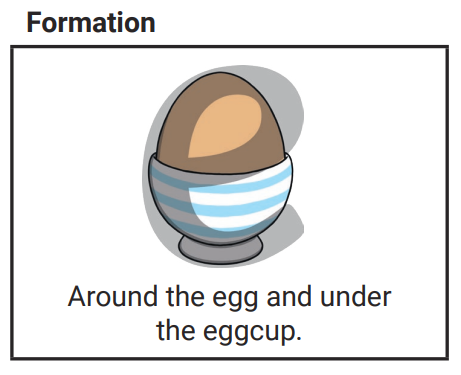 Formation
Around the egg and under
the eggcup.